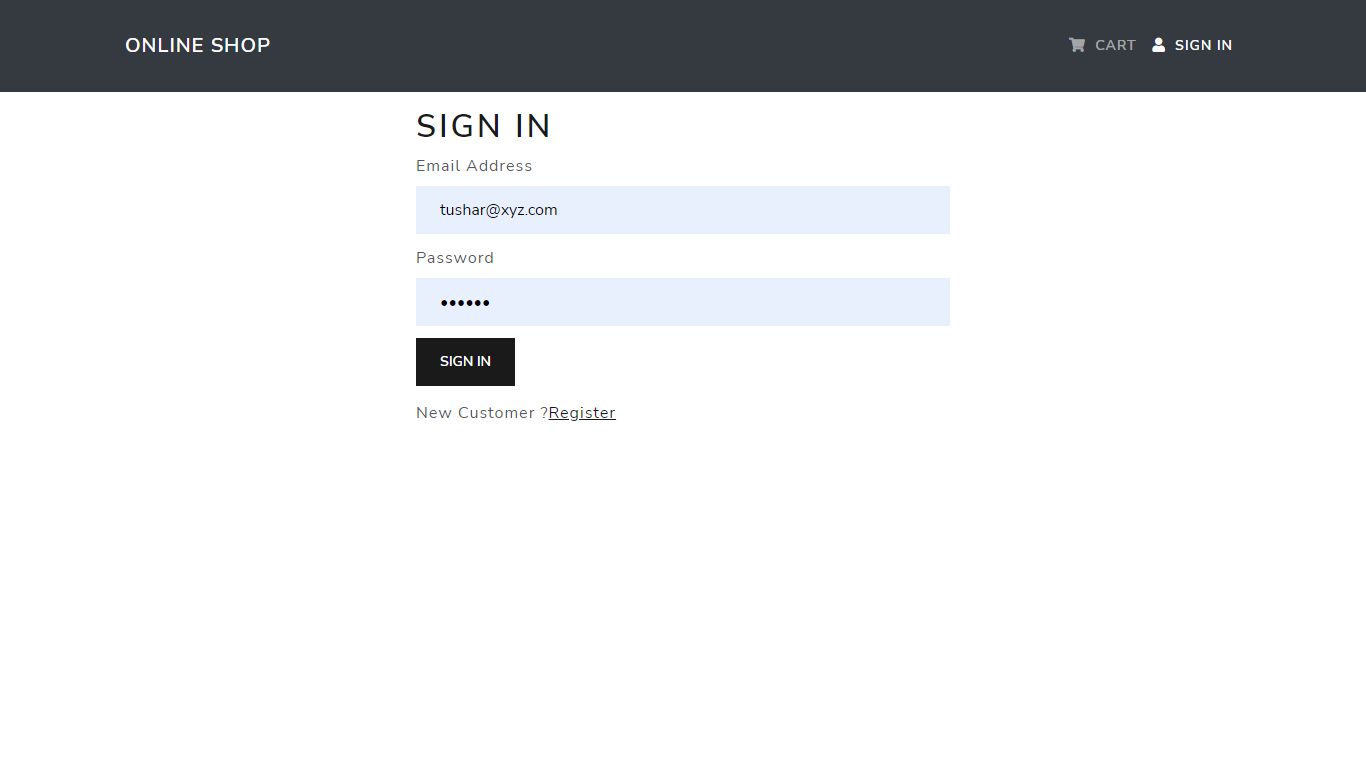 ONLINE SHOP
CART SIGN IN
SIGN IN
Email Address
tushar@xyz.com
Password
••••••
SIGN IN
New Customer ?Register